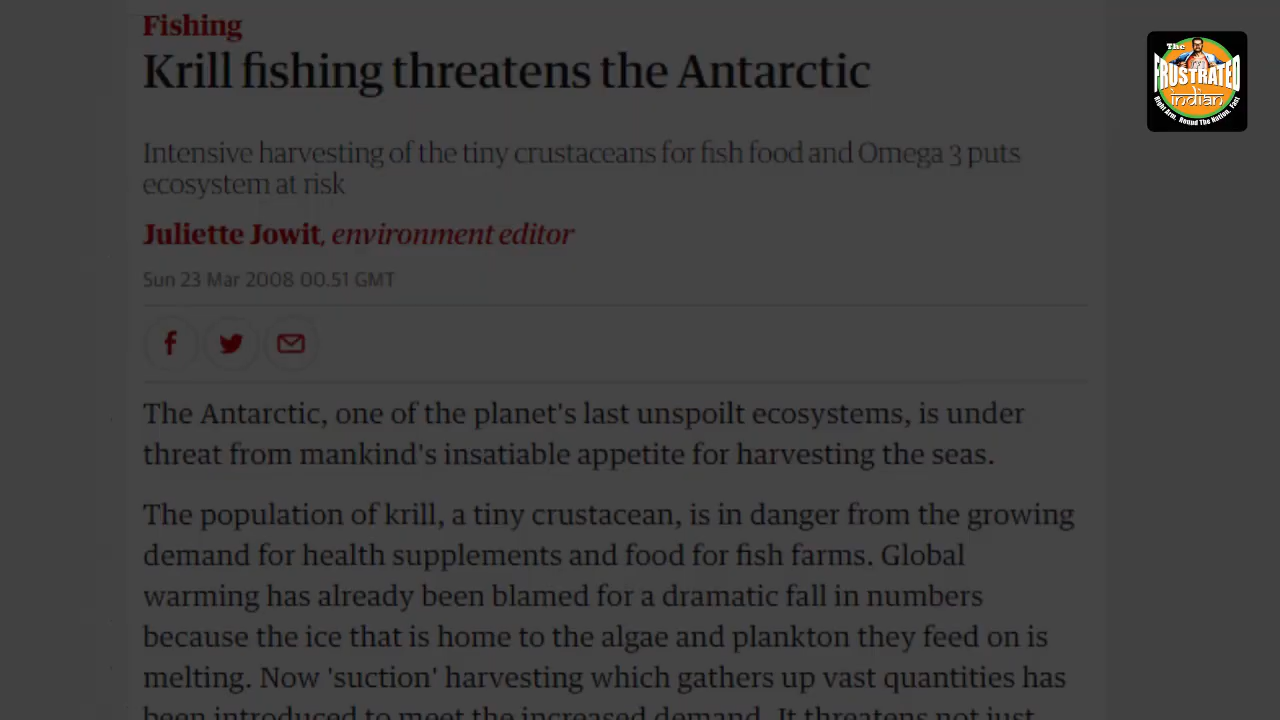 Fishing
Krill fishing threatens the Antarctic
Intensive harvesting of the tiny crustaceans for fish food and Omega 3 puts
ecosystem at risk
Juliette Jowit, environment editor
Sun 23 Mar 2008 00.51 GMT
The Antarctic, one of the planet's last unspoilt ecosystems, is under
threat from mankind's insatiable appetite for harvesting the seas.
The population of krill, a tiny crustacean, is in danger from the growing
demand for health supplements and food for fish farms. Global
warming has already been blamed for a dramatic fall in numbers
because the ice that is home to the algae and plankton they feed on is
melting. Now 'suction' harvesting which gathers up vast quantities has
been introduced to meet the increased demand. It threatens not just
The
FRUSTRATED
indian
Right Arm. Round The Nation. Fast